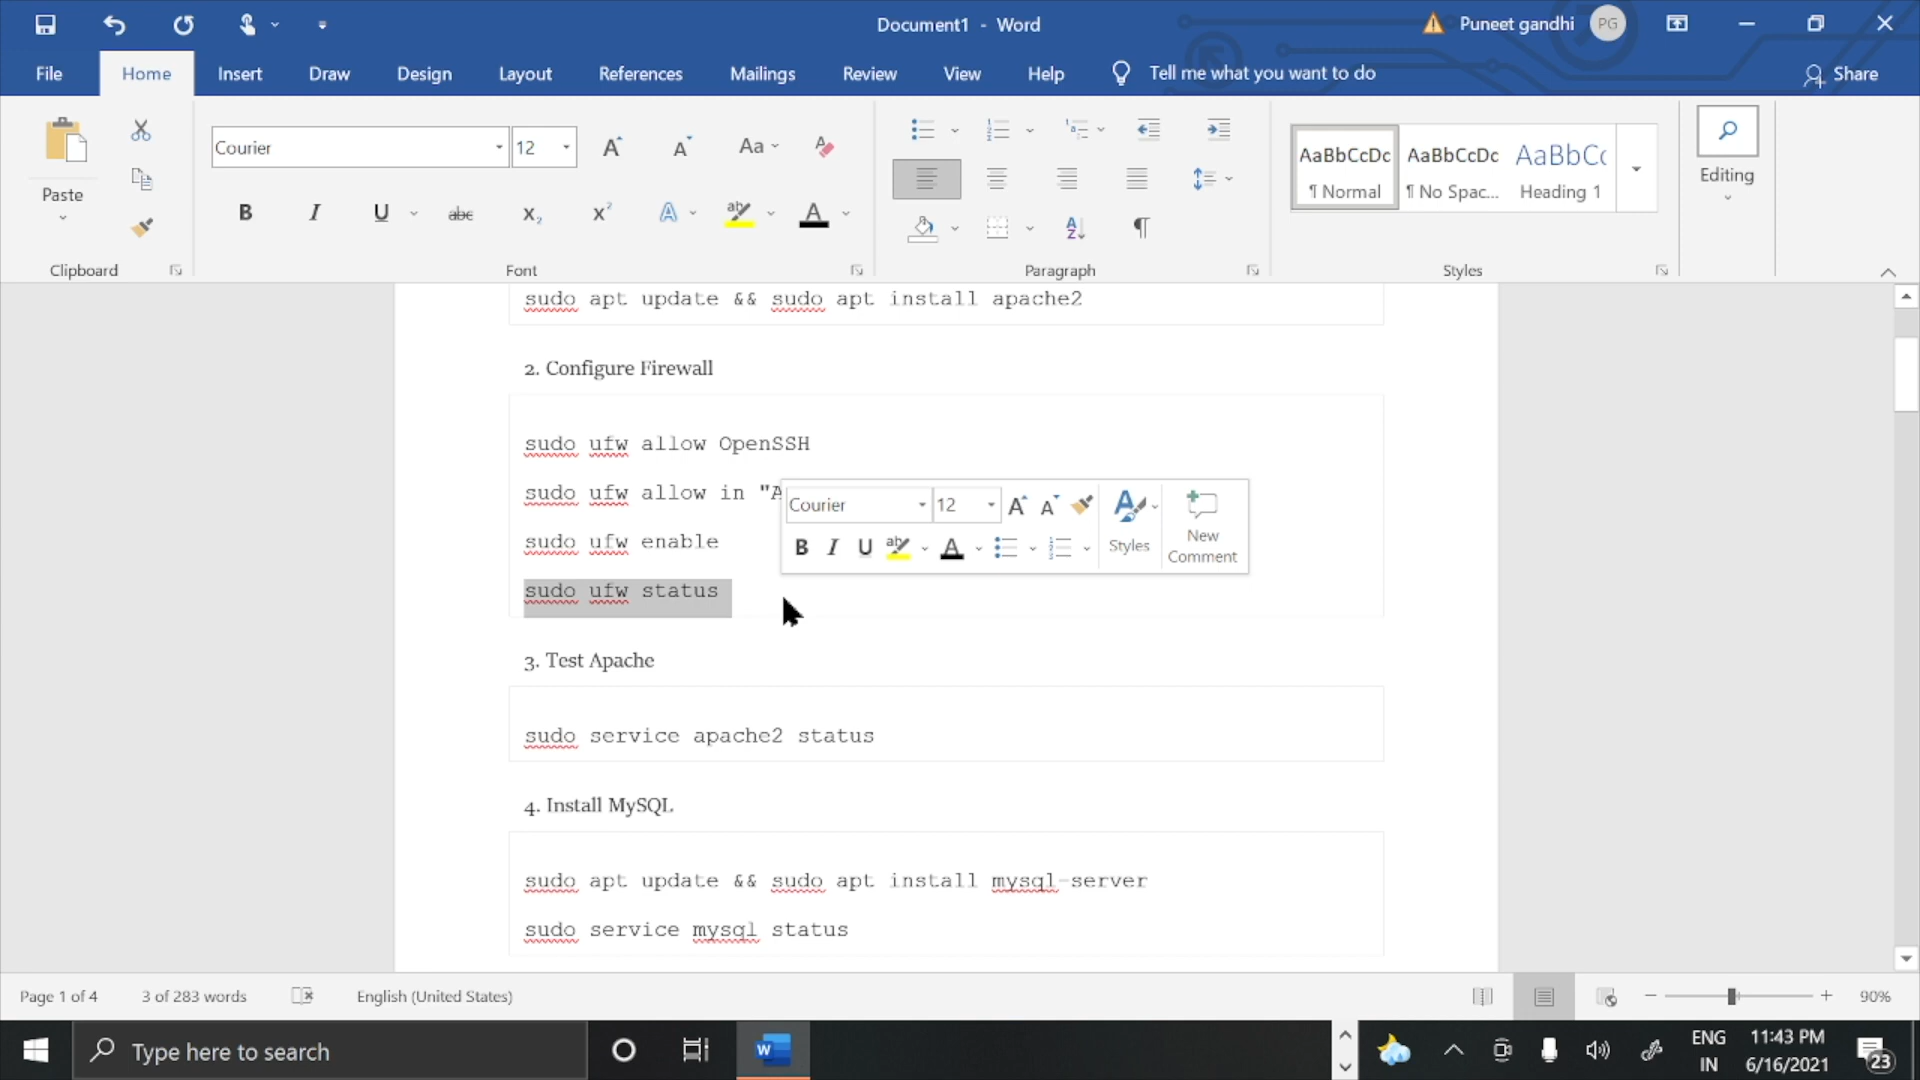 Document1 - Word
Puneet gandhi
PG
File Home Insert Draw Design Layout References Mailings Review View Help Tell me what you want to do
Share
Paste
Clipboard
Courier 12
Aa
B I U abc X2 X2 A ab A
Font
Paragraph
AaBbCcDc AaBbCcDc AaBbCc
¶ Normal ¶ No Spac... Heading 1
Styles
Editing
sudo apt update && sudo apt install apache2
2. Configure Firewall
sudo ufw allow OpenSSH
sudo ufw allow in "A
sudo ufw enable
sudo ufw status
Courier 12
B I U ab A
Styles
New
Comment
3. Test Apache
sudo service apache2 status
4. Install MySQL
sudo apt update && sudo apt install mysql-server
sudo service mysql status
Page 1 of 4 3 of 283 words English (United States) 90%
Type here to search
ENG
IN
11:43 PM
6/16/2021
23